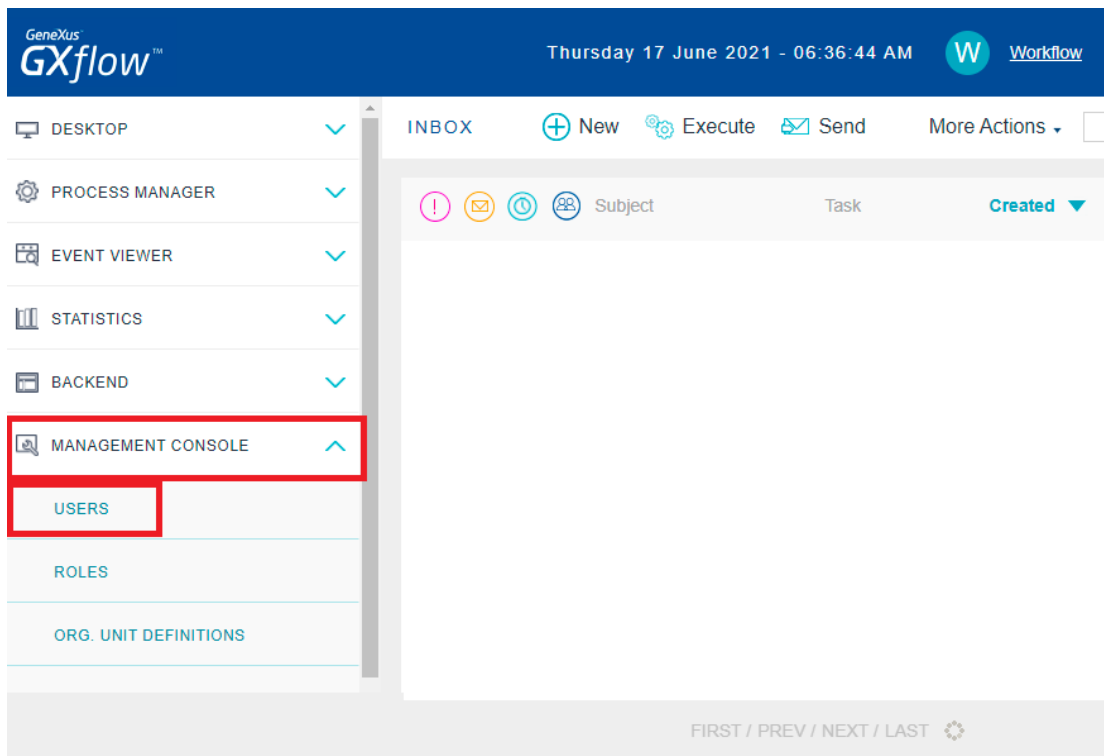 GeneXus
GXflow™
Thursday 17 June 2021 - 06:36:44 AM
W
Workflow
DESKTOP
PROCESS MANAGER
EVENT VIEWER
STATISTICS
BACKEND
MANAGEMENT CONSOLE
USERS
ROLES
ORG. UNIT DEFINITIONS
INBOX New Execute Send More Actions
Subject Task Created
FIRST / PREV / NEXT / LAST